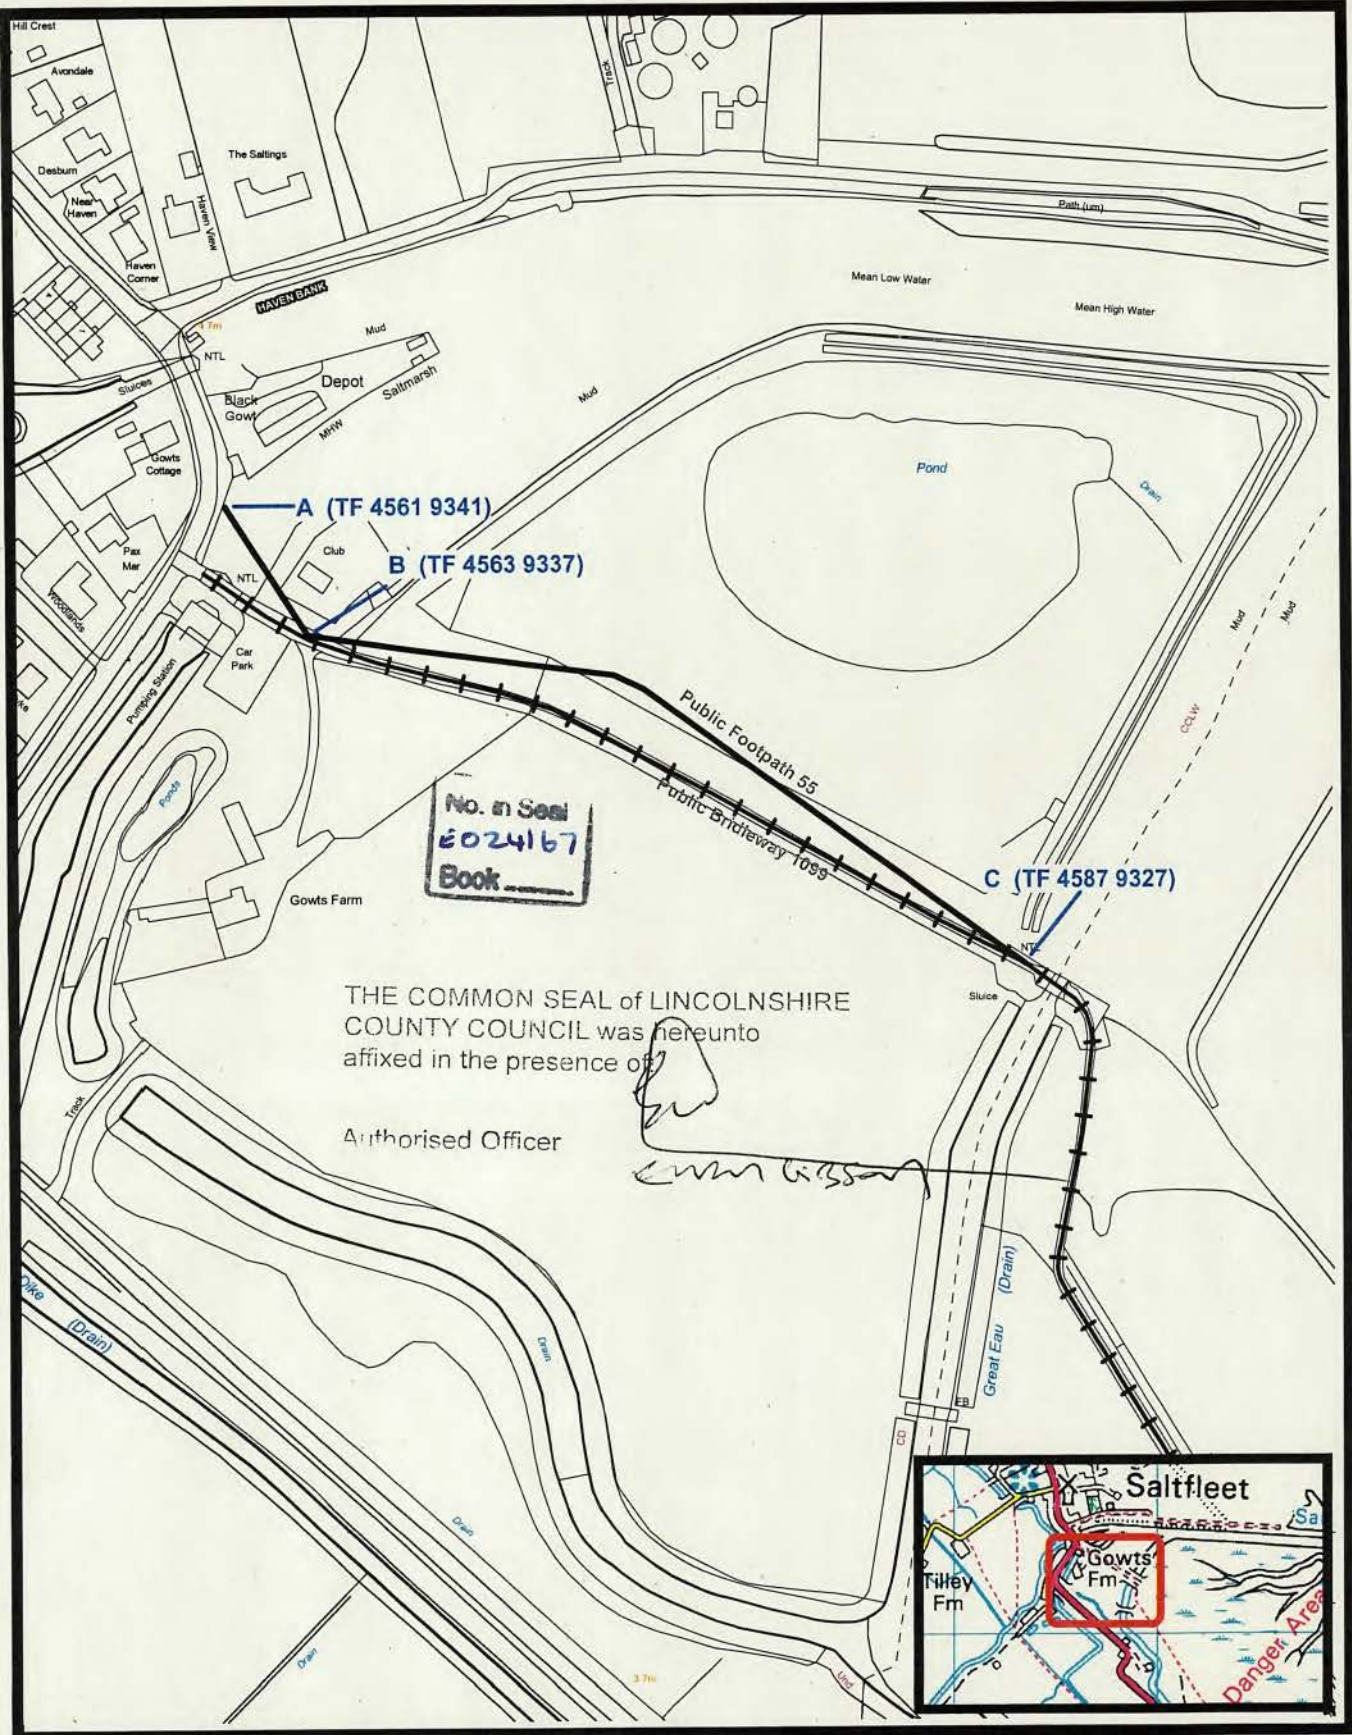 Hill Crest
Avondale
Track
Desburn
The Saltings
Near
Haven
Haven View
Path (um)
Haven
Corner
Mean Low Water
HAVEN BANK
Mean High Water
4.7m
Mud
NTL
Sluices
Depot
Saltmarsh
Black
Gowt
Mud
MHW
Gowts
Cottage
Pond
Drain
A (TF 4561 9341)
Pax
Mer
Club
B (TF 4563 9337)
NTL
Woodlands
Mud
Mud
Car
Park
Pumping Station
Public Footpath 55
CCLW
Ponds
Public Bridleway 1099
No. in Seal
E024167
Book
C (TF 4587 9327)
Gowts Farm
NTL
Sluice
THE COMMON SEAL of LINCOLNSHIRE
COUNTY COUNCIL was hereunto
affixed in the presence of:
Track
Authorised Officer
Great Eau (Drain)
Dike
(Drain)
Drain
FB
CD
Drain
Saltfleet
Sa
Gowts
Fm
Tilley
Fm
Danger Area
Drain
3.7m
Und